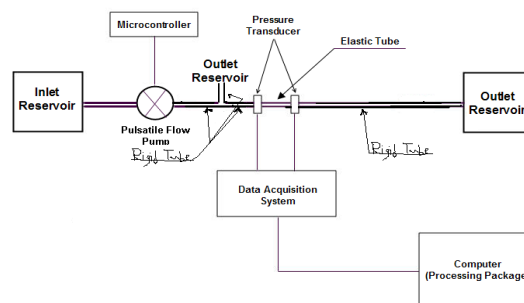 Microcontroller
Pressure
Transducer
Elastic Tube
Outlet
Reservoir
Inlet
Reservoir
Outlet
Reservoir
Pulsatile Flow
Pump
Rigid Tube
Rigid Tube
Data Acquisition
System
Computer
(Processing Package